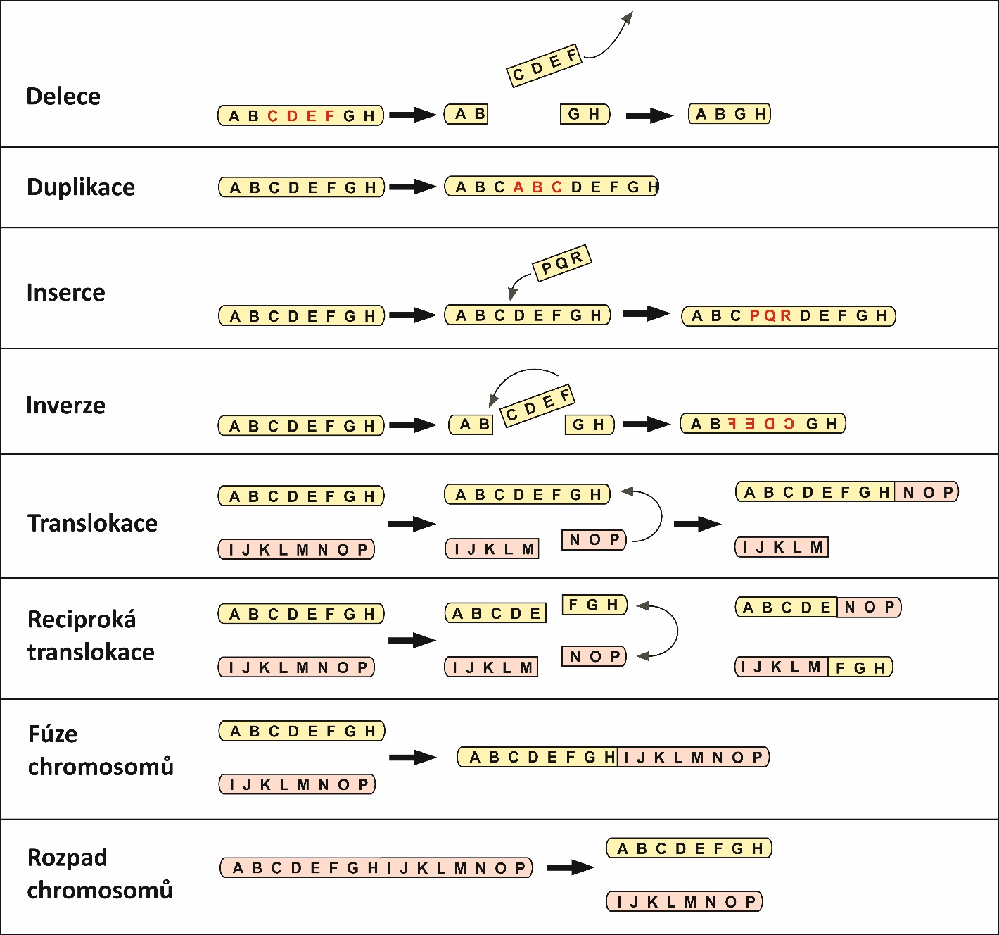 Delece
C D E F
A B C D E F G H
A B
G H
A B G H
Duplikace
A B C D E F G H
A B C A B C D E F G H
Inserce
P Q R
A B C D E F G H
A B C D E F G H
A B C P Q R D E F G H
Inverze
C D E F
A B C D E F G H
A B
G H
A B F E D C G H
Translokace
A B C D E F G H
A B C D E F G H
A B C D E F G H N O P
I J K L M N O P
I J K L M
N O P
I J K L M
Reciproká
translokace
A B C D E F G H
A B C D E
F G H
A B C D E N O P
I J K L M N O P
I J K L M
N O P
I J K L M F G H
Fúze
chromosomů
A B C D E F G H
A B C D E F G H I J K L M N O P
I J K L M N O P
Rozpad
chromosomů
A B C D E F G H I J K L M N O P
A B C D E F G H
I J K L M N O P